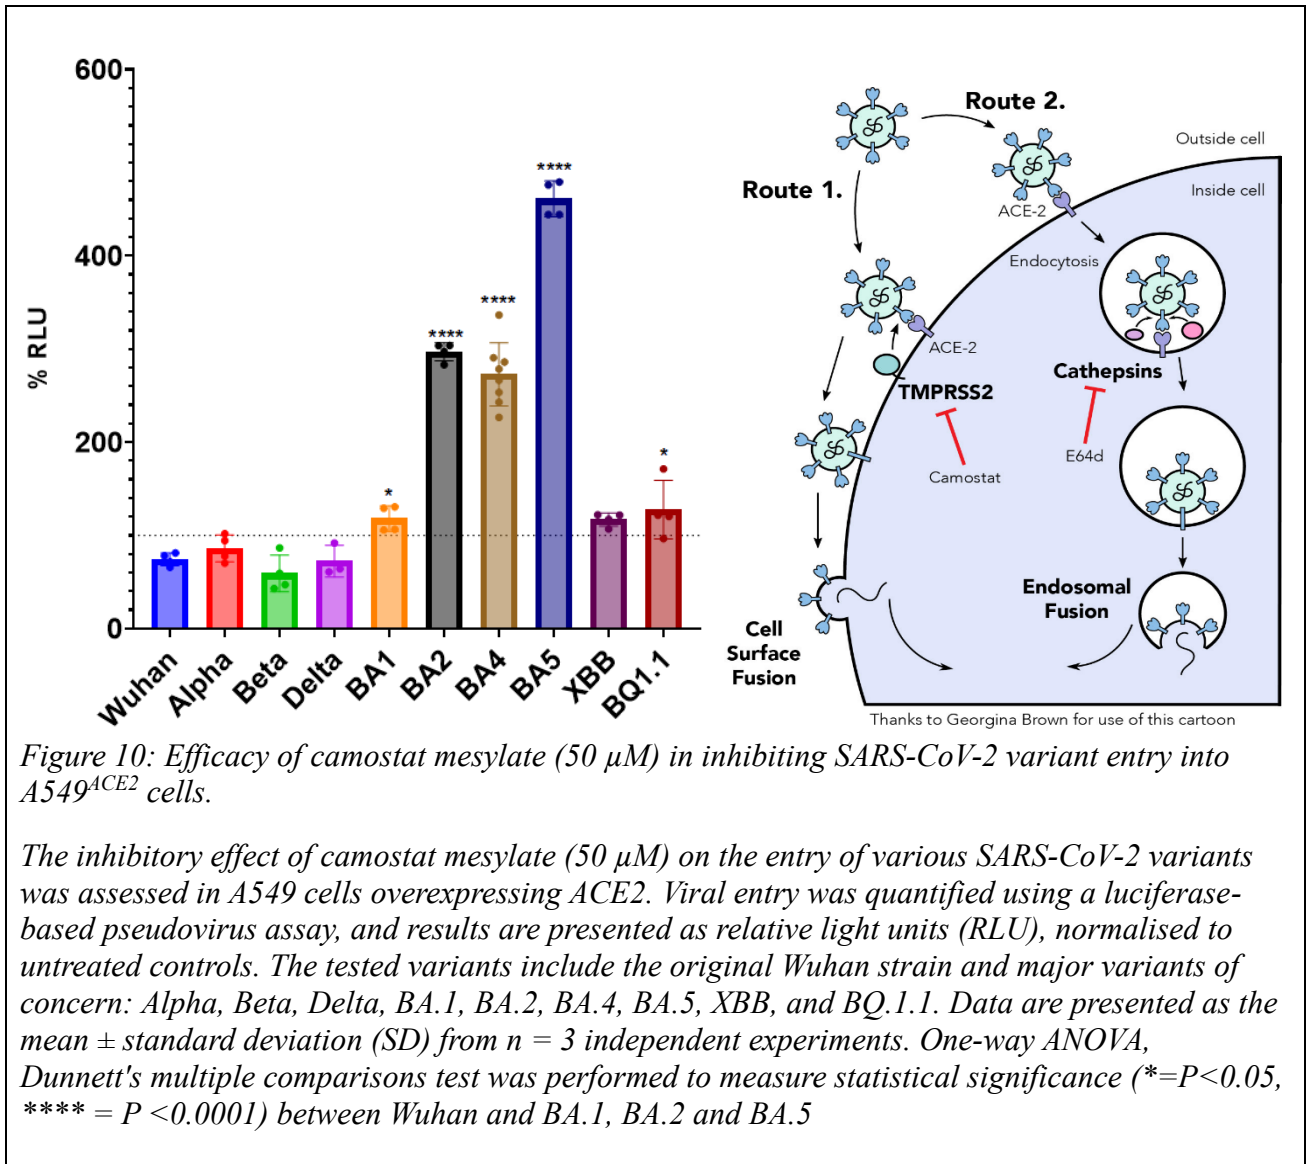 600
400
200
0
% RLU
****
****
****
*
*
Wuhan
Alpha
Beta
Delta
BA1
BA2
BA4
BA5
XBB
BQ1.1
Route 2.
Outside cell
Route 1.
Inside cell
ACE-2
Endocytosis
ACE-2
Cathepsins
TMPRSS2
E64d
Camostat
Endosomal
Fusion
Cell
Surface
Fusion
Thanks to Georgina Brown for use of this cartoon
Figure 10: Efficacy of camostat mesylate (50 µM) in inhibiting SARS-CoV-2 variant entry into
A549ACE2 cells.
The inhibitory effect of camostat mesylate (50 µM) on the entry of various SARS-CoV-2 variants
was assessed in A549 cells overexpressing ACE2. Viral entry was quantified using a luciferase-
based pseudovirus assay, and results are presented as relative light units (RLU), normalised to
untreated controls. The tested variants include the original Wuhan strain and major variants of
concern: Alpha, Beta, Delta, BA.1, BA.2, BA.4, BA.5, XBB, and BQ.1.1. Data are presented as the
mean ± standard deviation (SD) from n = 3 independent experiments. One-way ANOVA,
Dunnett's multiple comparisons test was performed to measure statistical significance (*=P<0.05,
**** = P <0.0001) between Wuhan and BA.1, BA.2 and BA.5